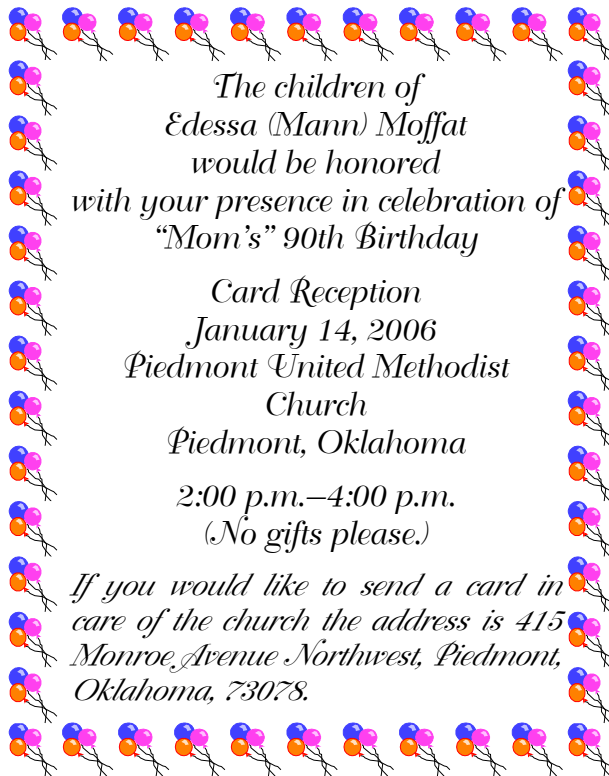 The children of
Edessa (Mann) Moffat
would be honored
with your presence in celebration of
“Mom’s” 90th Birthday
Card Reception
January 14, 2006
Piedmont United Methodist
Church
Piedmont, Oklahoma
2:00 p.m.–4:00 p.m.
(No gifts please.)
If you would like to send a card in
care of the church the address is 415
Monroe Avenue Northwest, Piedmont,
Oklahoma, 73078.